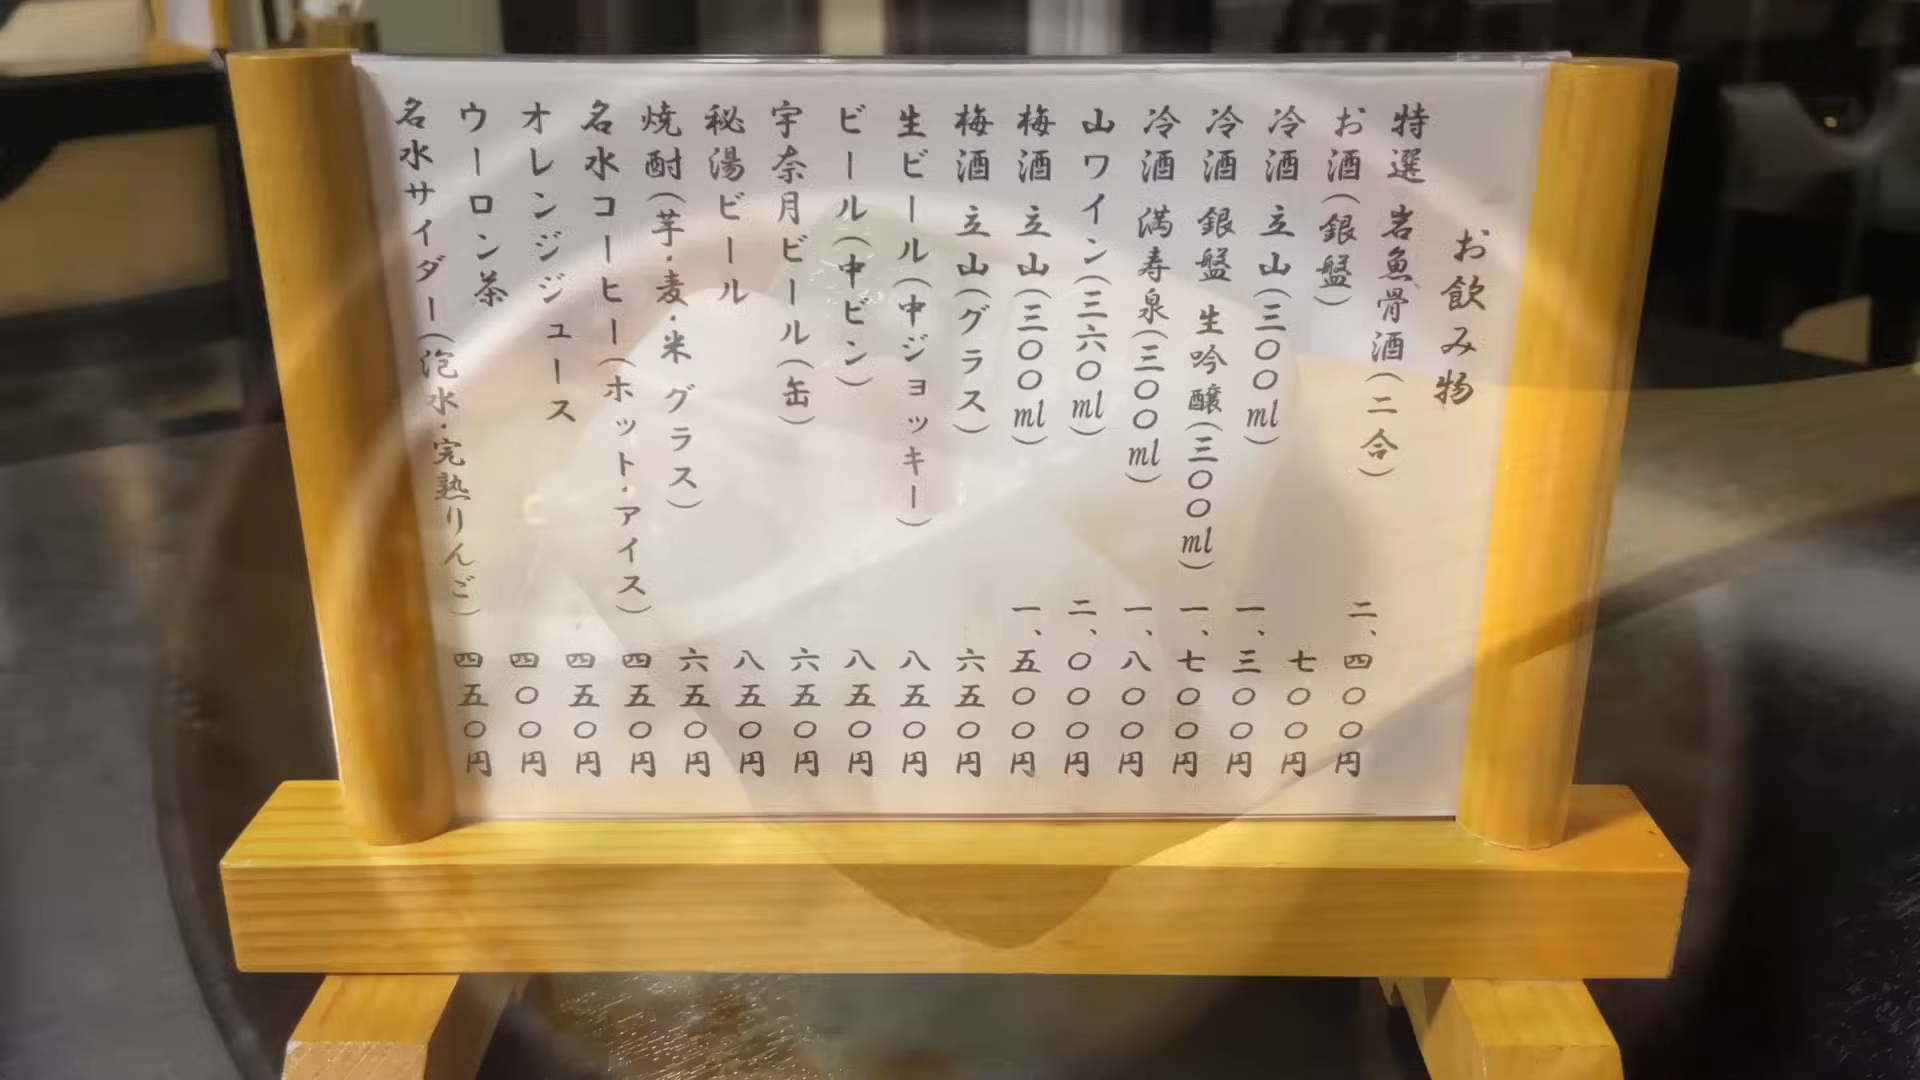 お飲み物
特選 岩魚骨酒(二合) 二、四〇〇円
お酒(銀盤) 七〇〇円
冷酒 立山(三〇〇ml) 一、三〇〇円
冷酒 銀盤 生吟醸(三〇〇ml) 一、七〇〇円
冷酒 満寿泉(三〇〇ml) 一、八〇〇円
山ワイン(三六〇ml) 二、〇〇〇円
梅酒 立山(三〇〇ml) 一、五〇〇円
梅酒 立山(グラス) 六五〇円
生ビール(中ジョッキー) 八五〇円
ビール(中ビン) 八五〇円
宇奈月ビール(缶) 六五〇円
秘湯ビール 八五〇円
焼酎(芋・麦・米 グラス) 六五〇円
名水コーヒー(ホット・アイス) 四五〇円
オレンジジュース 四五〇円
ウーロン茶 四〇〇円
名水サイダー(泡水・完熟りんご) 四五〇円